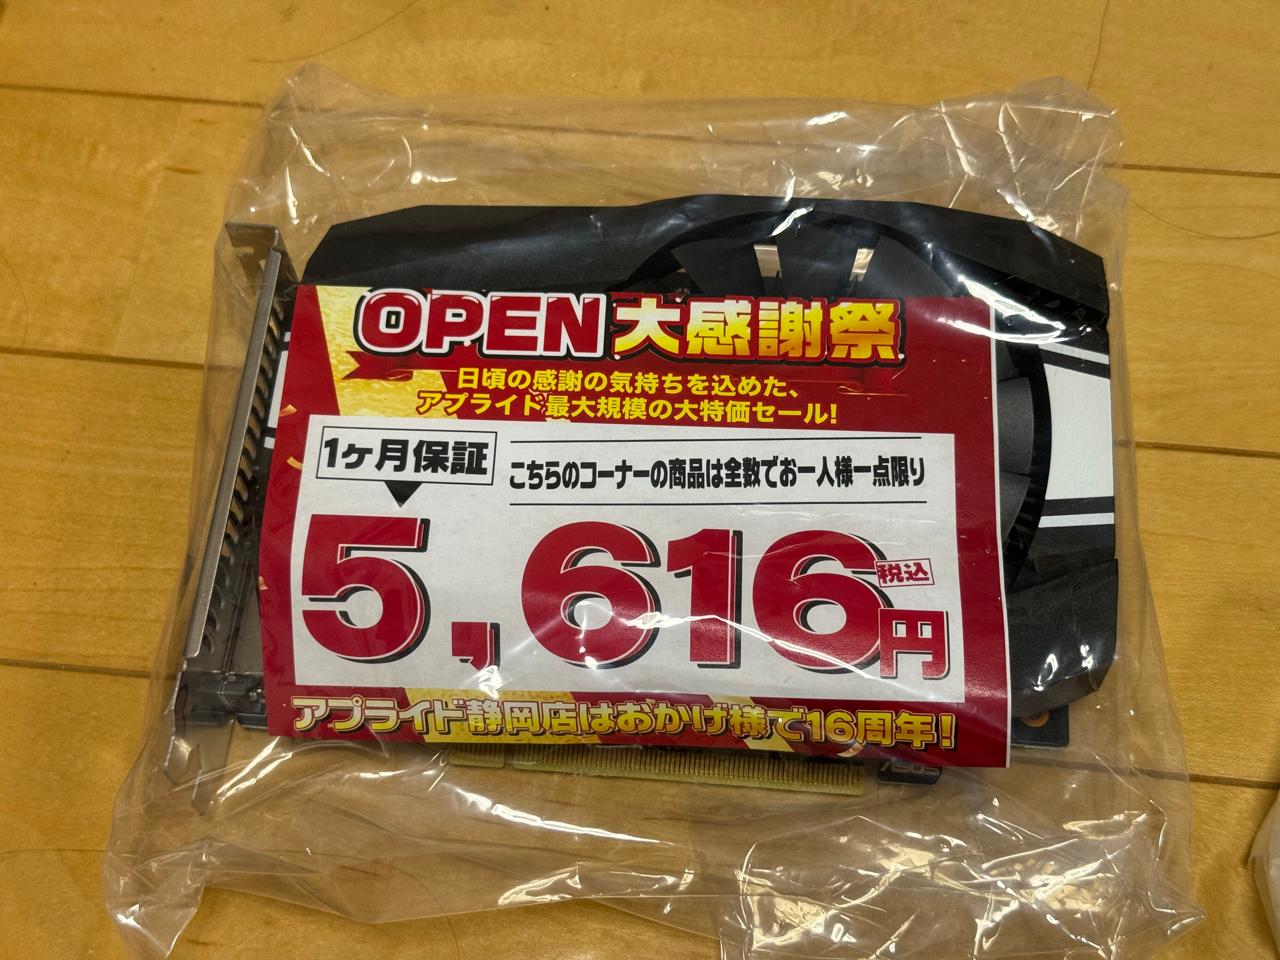 OPEN大感謝祭
日頃の感謝の気持ちを込めた、
アプライド最大規模の大特価セール!
1ヶ月保証
こちらのコーナーの商品は全数でお一人様一点限り
5,616円
税込
アプライド静岡店はおかげ様で16周年!